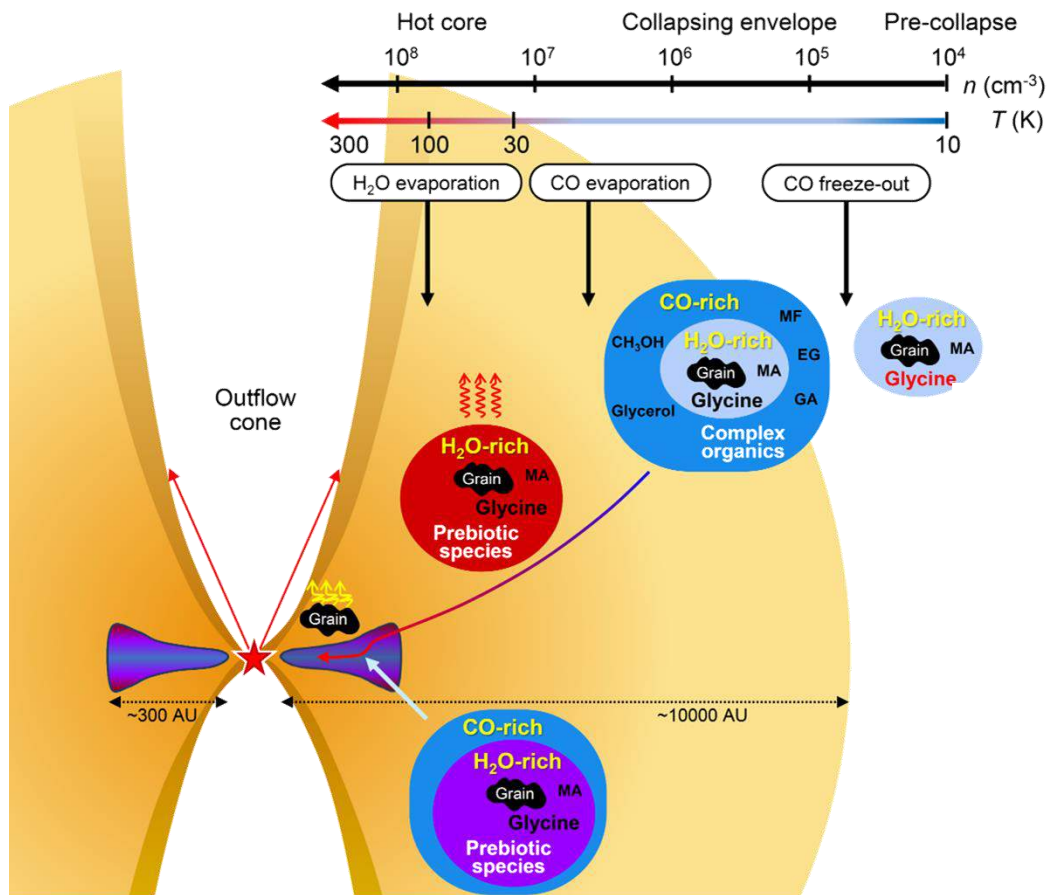 Hot core
Collapsing envelope
Pre-collapse
10⁸
10⁷
10⁶
10⁵
10⁴
n (cm⁻³)
T (K)
300
100
30
10
H₂O evaporation
CO evaporation
CO freeze-out
CO-rich
MF
CH₃OH
H₂O-rich
EG
Grain
MA
Glycine
Glycerol
GA
Complex
organics
H₂O-rich
Grain
MA
Glycine
Outflow
cone
H₂O-rich
Grain
MA
Glycine
Prebiotic
species
Grain
~300 AU
~10000 AU
CO-rich
H₂O-rich
Grain
MA
Glycine
Prebiotic
species